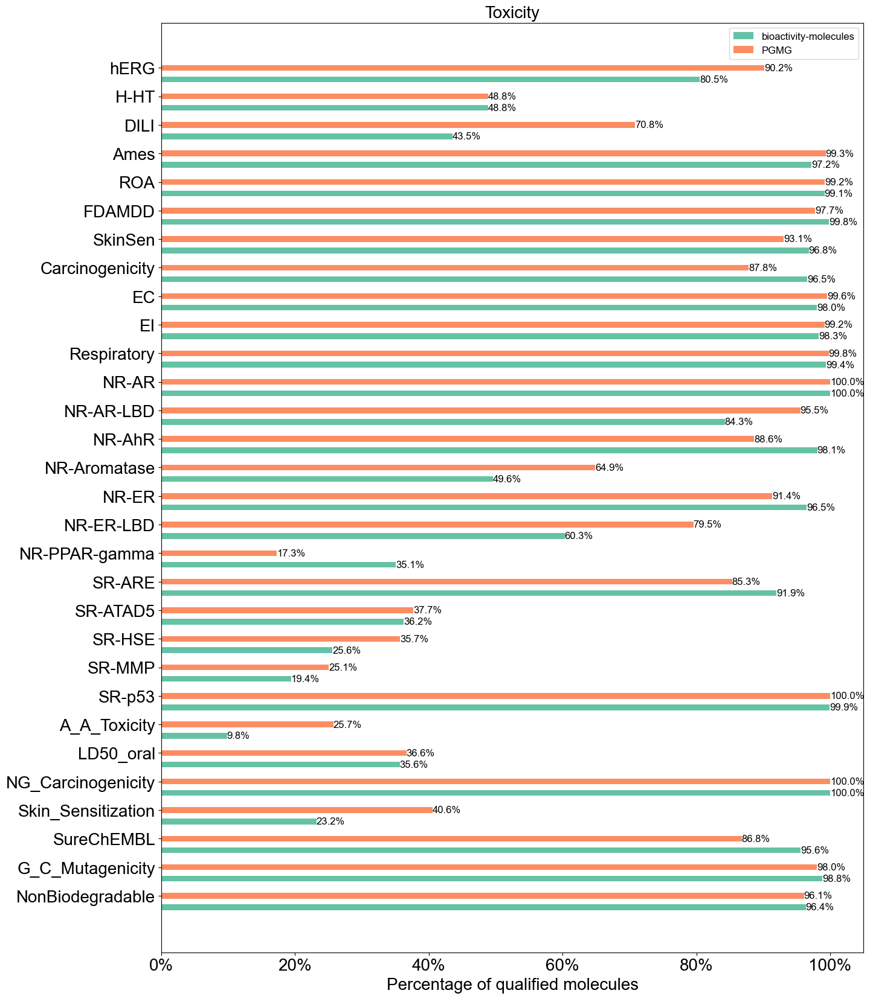 Toxicity
bioactivity-molecules
PGMG
hERG
90.2%
80.5%
H-HT
48.8%
48.8%
DILI
70.8%
43.5%
Ames
99.3%
97.2%
ROA
99.2%
99.1%
FDAMDD
97.7%
99.8%
SkinSen
93.1%
96.8%
Carcinogenicity
87.8%
96.5%
EC
99.6%
98.0%
EI
99.2%
98.3%
Respiratory
99.8%
99.4%
NR-AR
100.0%
100.0%
NR-AR-LBD
95.5%
84.3%
NR-AhR
88.6%
98.1%
NR-Aromatase
64.9%
49.6%
NR-ER
91.4%
96.5%
NR-ER-LBD
79.5%
60.3%
NR-PPAR-gamma
17.3%
35.1%
SR-ARE
85.3%
91.9%
SR-ATAD5
37.7%
36.2%
SR-HSE
35.7%
25.6%
SR-MMP
25.1%
19.4%
SR-p53
100.0%
99.9%
A_A_Toxicity
25.7%
9.8%
LD50_oral
36.6%
35.6%
NG_Carcinogenicity
100.0%
100.0%
Skin_Sensitization
40.6%
23.2%
SureChEMBL
86.8%
95.6%
G_C_Mutagenicity
98.0%
98.8%
NonBiodegradable
96.1%
96.4%
0% 20% 40% 60% 80% 100%
Percentage of qualified molecules